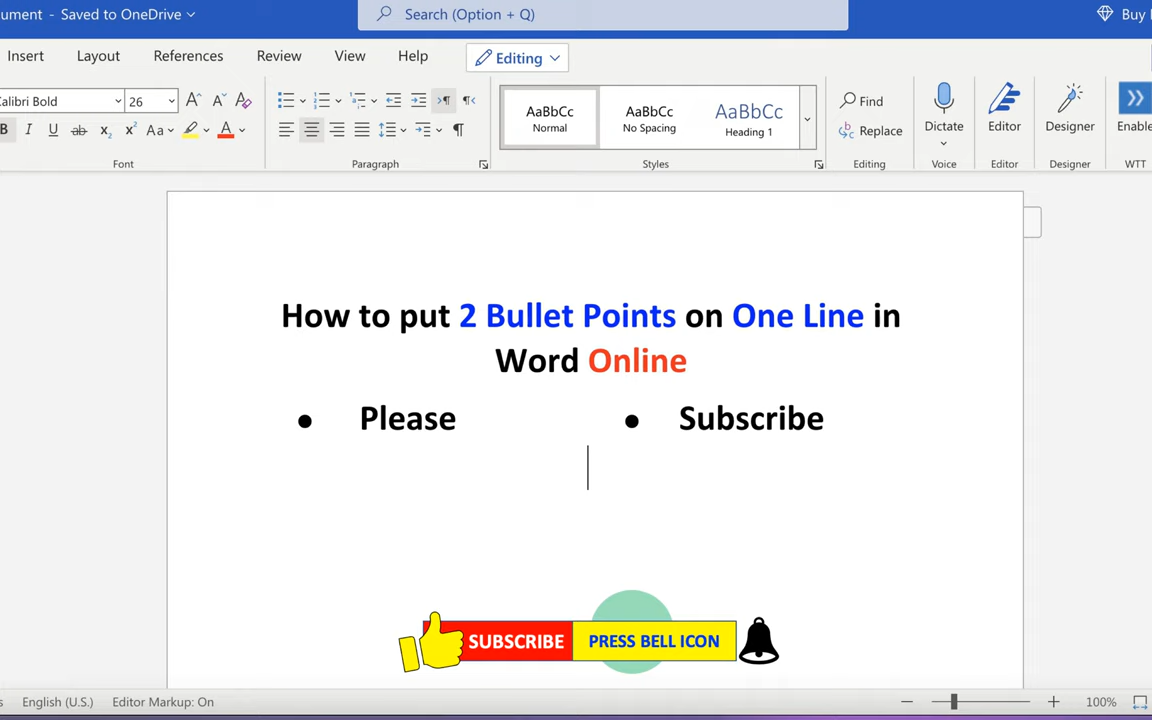 ument - Saved to OneDrive
Search (Option + Q)
Buy
Insert Layout References Review View Help Editing
alibri Bold 26
B I U ab x₂ x² Aa A
AaBbCc AaBbCc AaBbCc
Normal No Spacing Heading 1
Find
Replace
Dictate Editor Designer Enable
Font Paragraph Styles Editing Voice Editor Designer WTT
How to put 2 Bullet Points on One Line in
Word Online
• Please • Subscribe
SUBSCRIBE PRESS BELL ICON
s English (U.S.) Editor Markup: On 100%